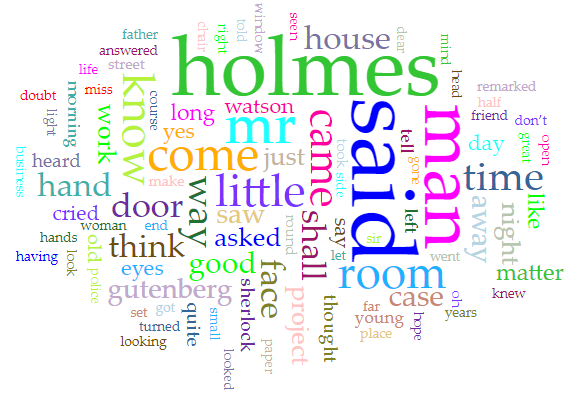 father
answered
street
life
miss
doubt
light
morning
work
know
course
chair
right
told
window
seen
house
dear
mind
head
holmes
remarked
half
friend
don't
great
open
long
watson
yes
mr
said
came
man
tell
gore
day
business
heard
come
just
make
took
side
hand
little
time
like
cried
door
way
saw
shall
say
left
away
night
woman
end
asked
round
let
sir
went
matter
hands
having
look
old
police
think
eyes
good
face
room
knew
gutenberg
sherlock
project
thought
case
oh
years
set
got
turned
looking
quite
small
looked
paper
far
young
place
hope